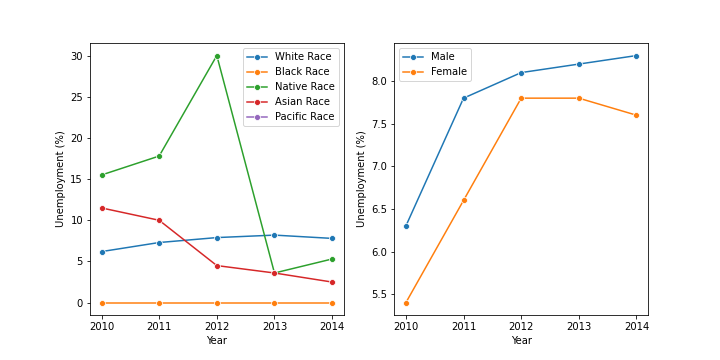 Unemployment (%)
30
25
20
15
10
5
0
2010 2011 2012 2013 2014
Year
White Race
Black Race
Native Race
Asian Race
Pacific Race
Unemployment (%)
8.0
7.5
7.0
6.5
6.0
5.5
2010 2011 2012 2013 2014
Year
Male
Female